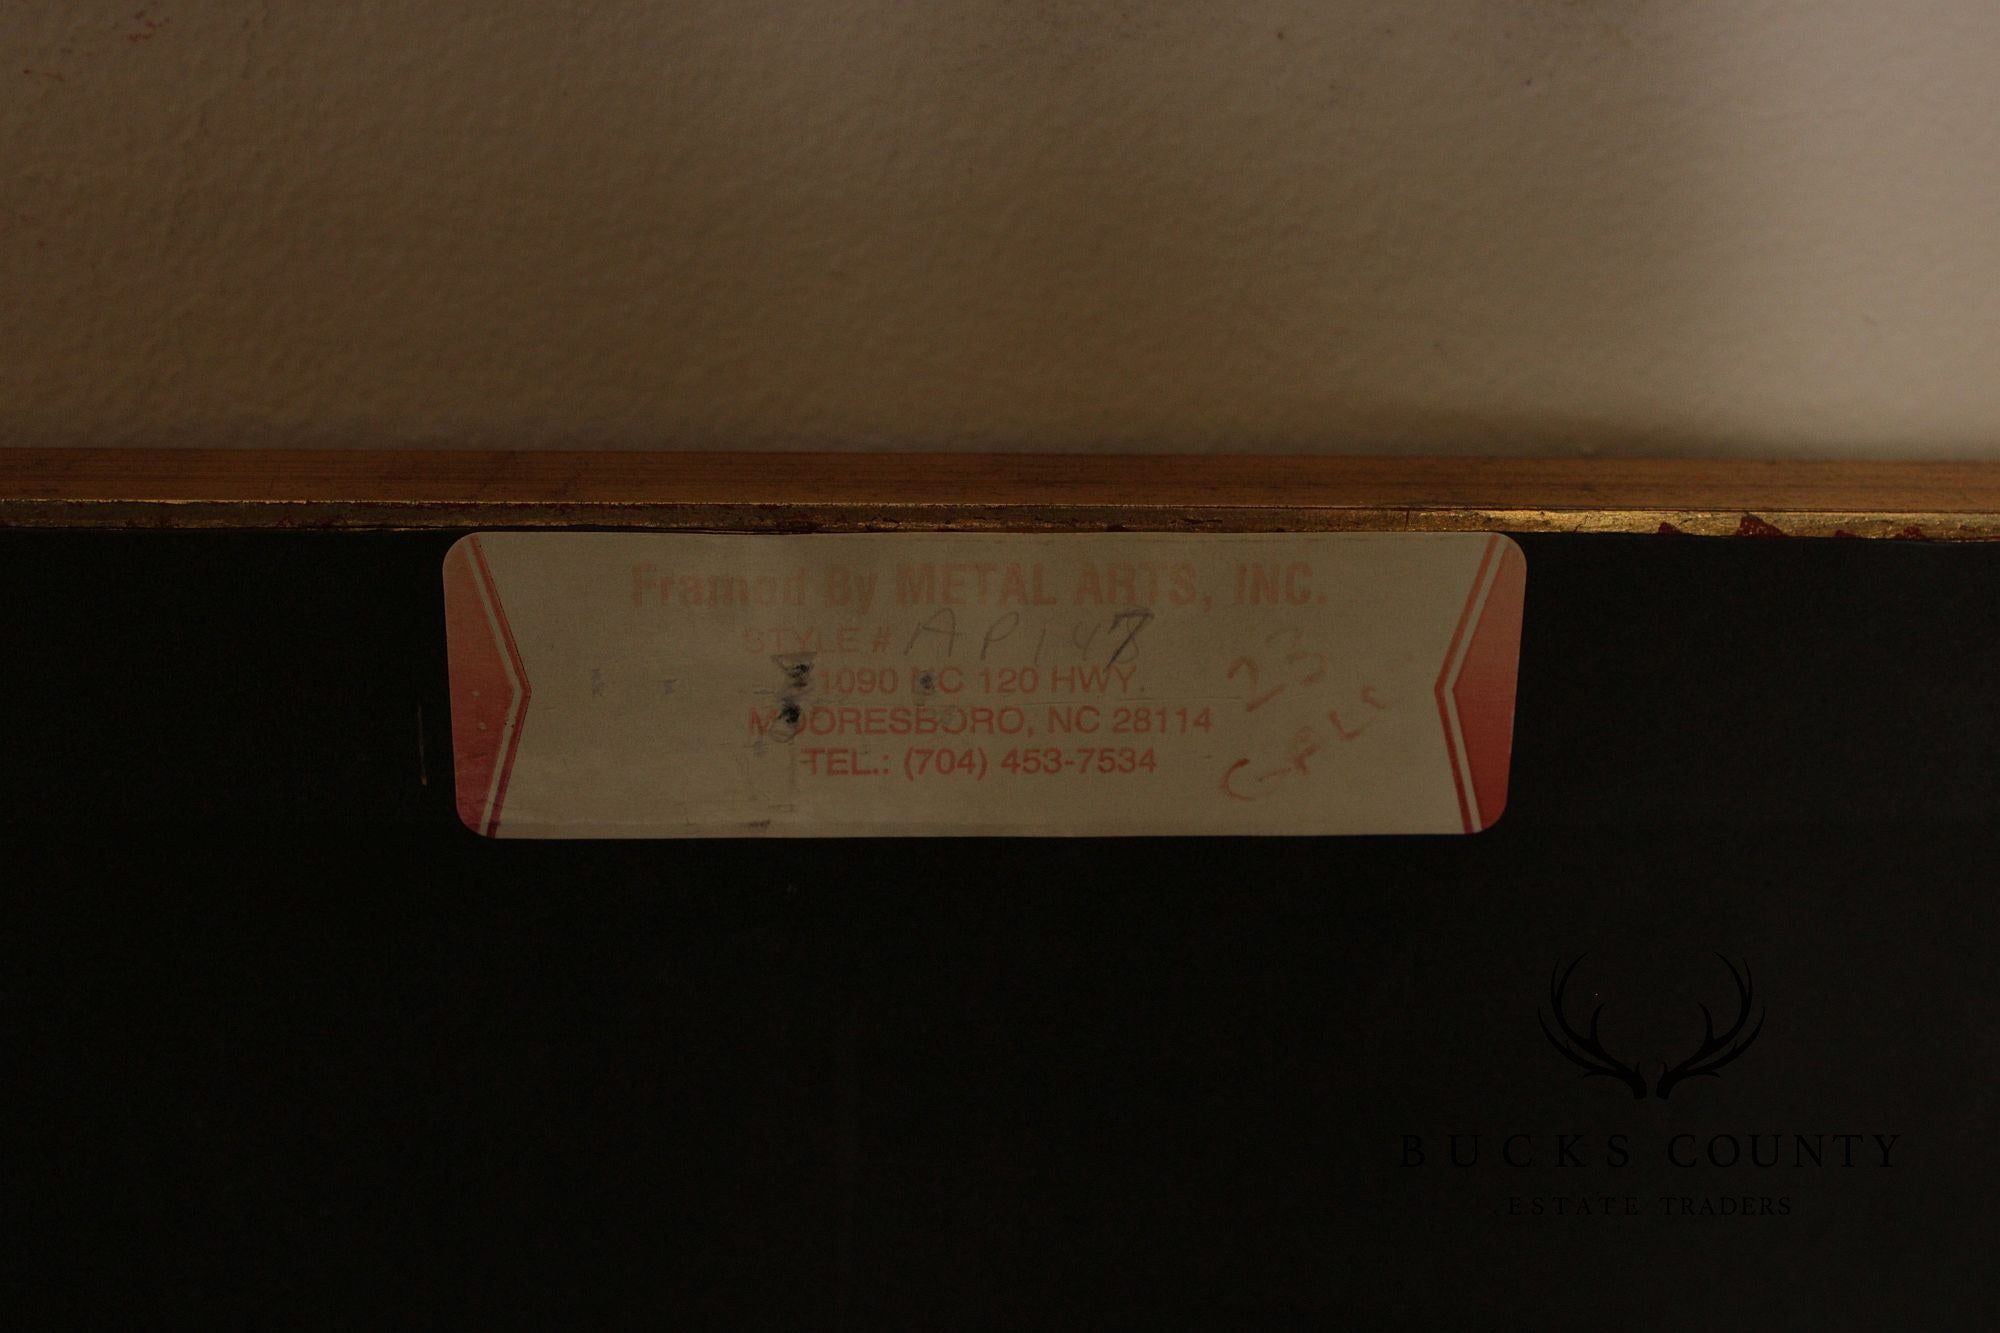 Framed By METAL ARTS, INC.
STYLE # AP147
1090 NC 120 HWY.
MOORESBORO, NC 28114
TEL.: (704) 453-7534
23
BUCKS COUNTY
ESTATE TRADERS